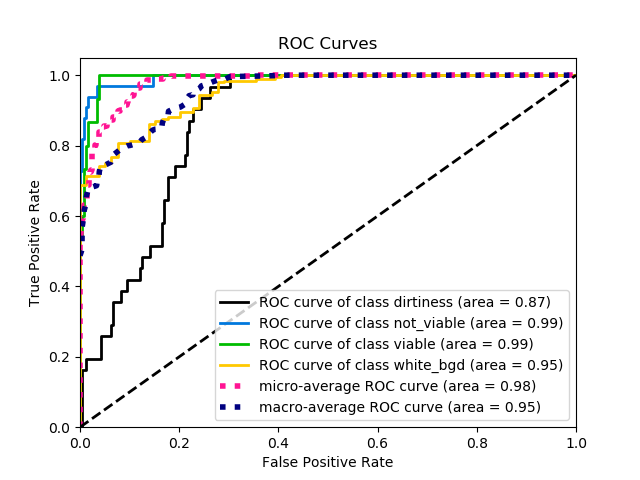 ROC Curves
True Positive Rate
1.0
0.8
0.6
0.4
0.2
0.0
ROC curve of class dirtiness (area = 0.87)
ROC curve of class not_viable (area = 0.99)
ROC curve of class viable (area = 0.99)
ROC curve of class white_bgd (area = 0.95)
micro-average ROC curve (area = 0.98)
macro-average ROC curve (area = 0.95)
0.0 0.2 0.4 0.6 0.8 1.0
False Positive Rate